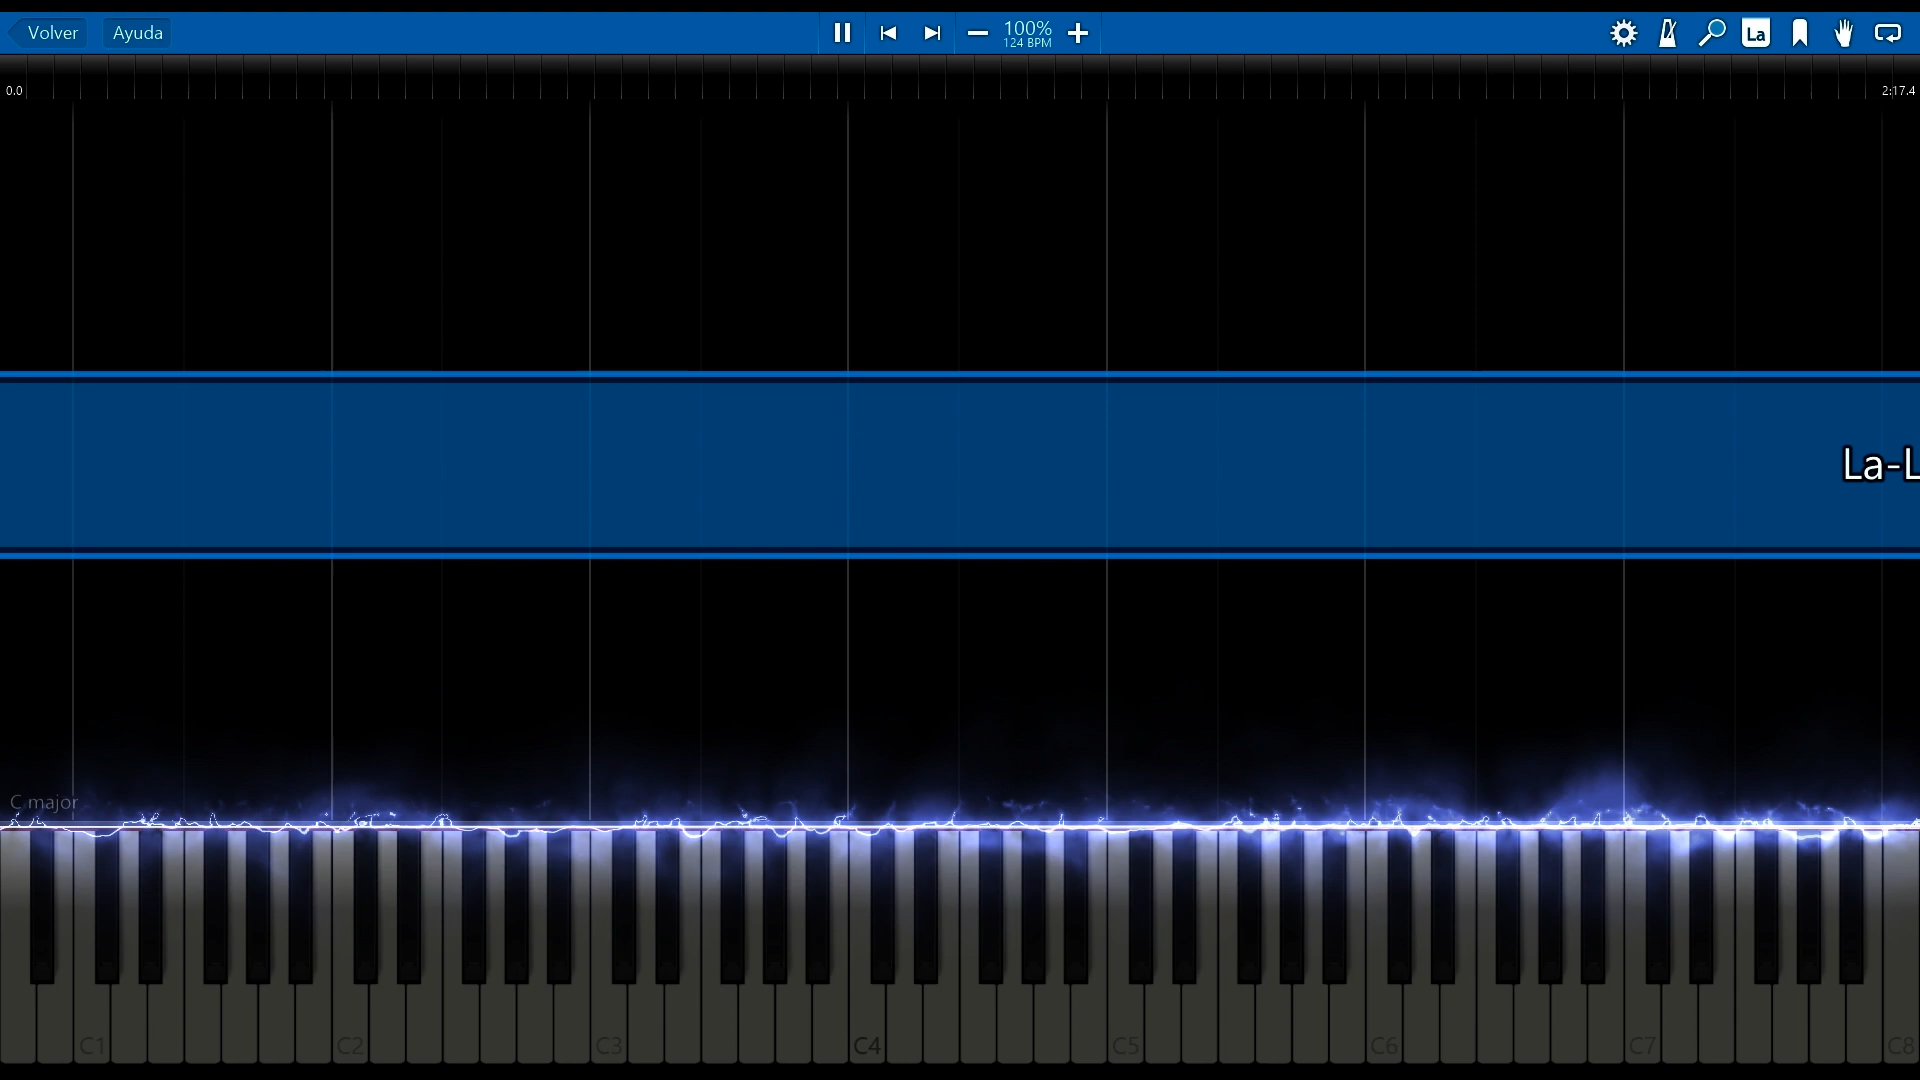 Volver
Ayuda
100%
124 BPM
La
0.0
2:17.4
La-L
C major
C1
C2
C3
C4
C5
C6
C7
C8